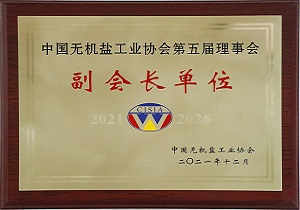 中国无机盐工业协会第五届理事会
副会长单位
CISIA
2021 2026
中国无机盐工业协会
二〇二一年十二月